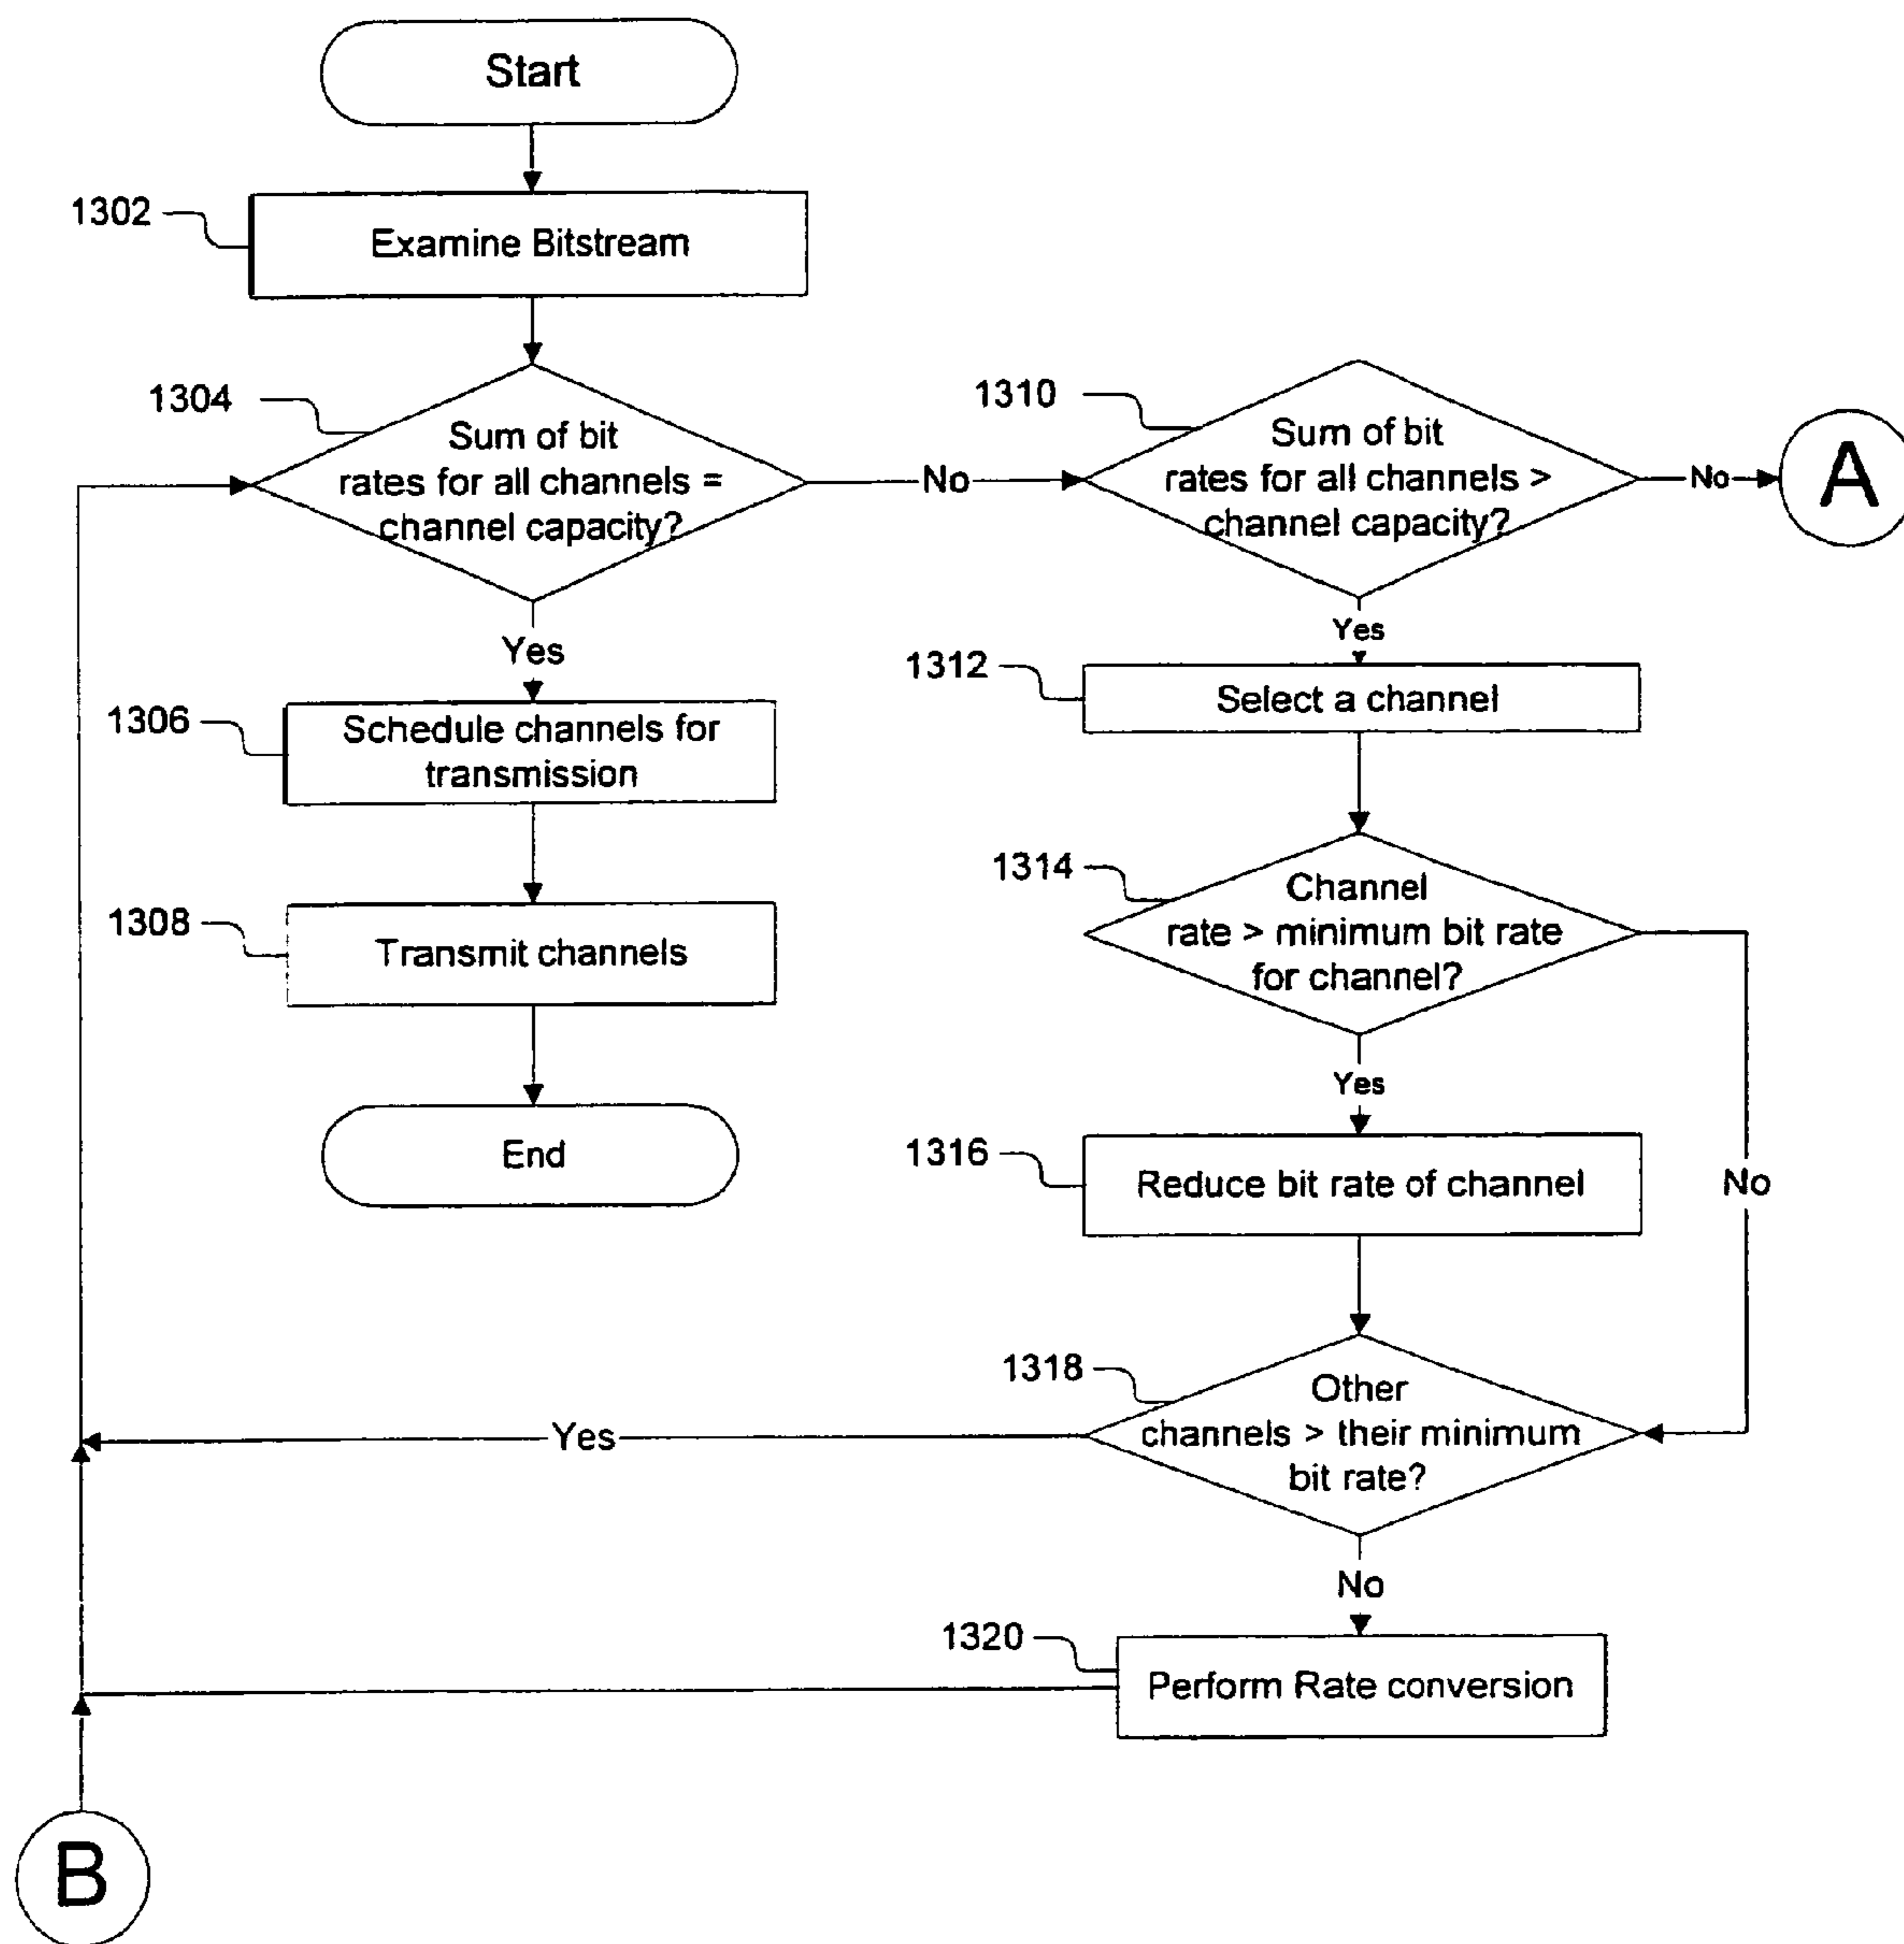 Start
1302
Examine Bitstream
1304
Sum of bit
rates for all channels =
channel capacity?
No
1310
Sum of bit
rates for all channels >
channel capacity?
No
A
Yes
1306
Schedule channels for
transmission
1308
Transmit channels
End
Yes
1312
Select a channel
1314
Channel
rate > minimum bit rate
for channel?
Yes
No
1316
Reduce bit rate of channel
1318
Other
channels > their minimum
bit rate?
Yes
No
1320
Perform Rate conversion
B